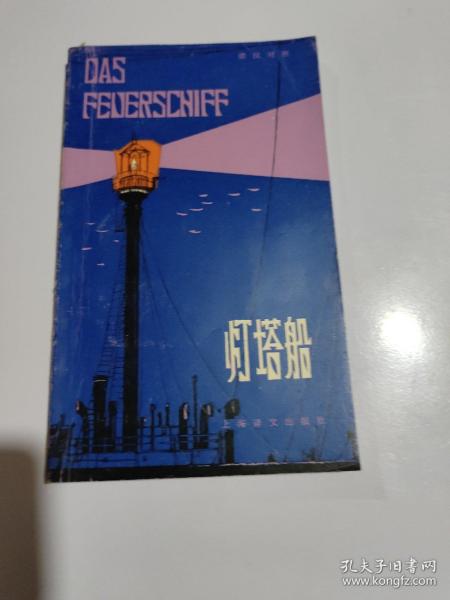 德汉对照
DAS
FEUERSCHIFF
灯塔船
上海译文出版社
孔夫子旧书网
www.kongfz.com